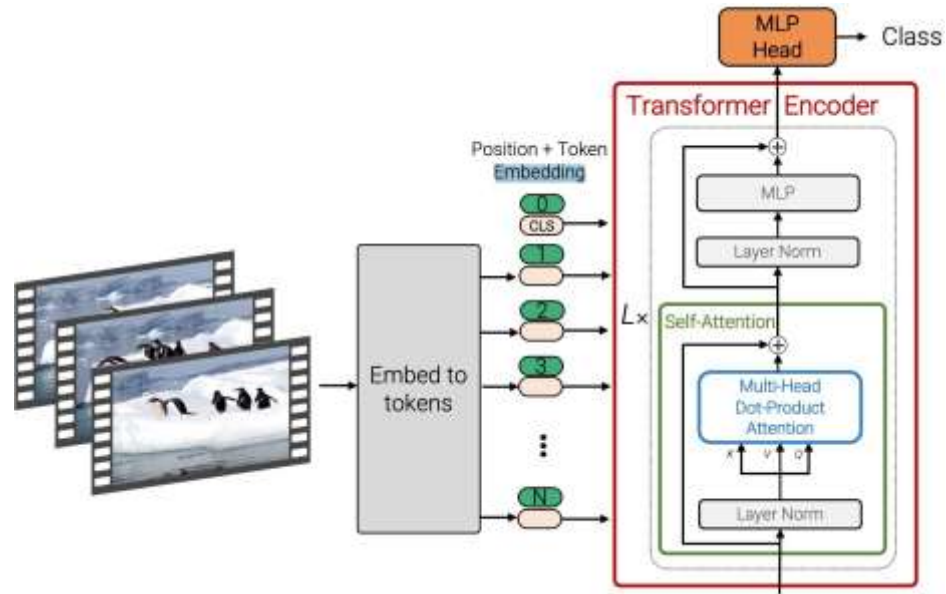 MLP
Head
Class
Transformer Encoder
Position + Token
Embedding
0
CLS
1
2
3
N
Embed to
tokens
L×
MLP
Layer Norm
Self-Attention
Multi-Head
Dot-Product
Attention
K V Q
Layer Norm